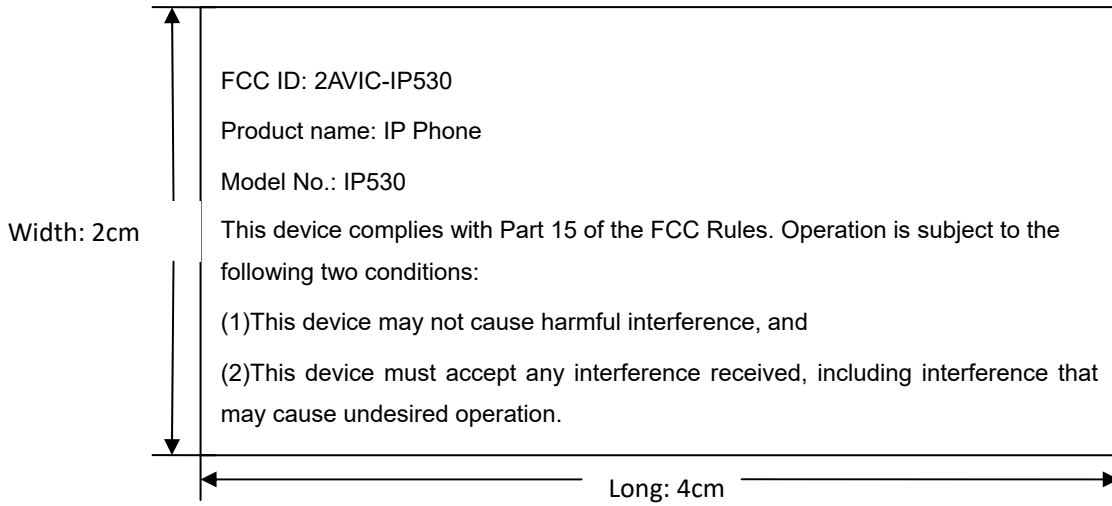 FCC ID: 2AVIC-IP530
Product name: IP Phone
Model No.: IP530
Width: 2cm
This device complies with Part 15 of the FCC Rules. Operation is subject to the
following two conditions:
(1)This device may not cause harmful interference, and
(2)This device must accept any interference received, including interference that
may cause undesired operation.
Long: 4cm